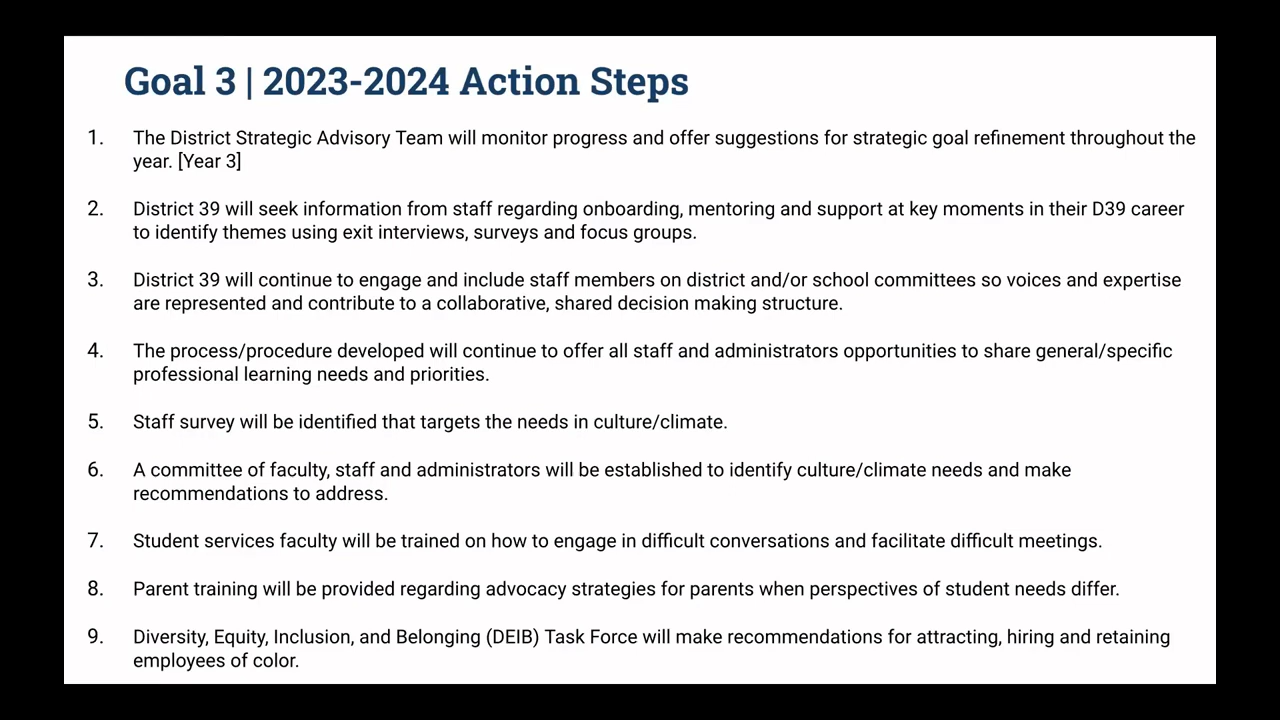 Goal 3 | 2023-2024 Action Steps
1. The District Strategic Advisory Team will monitor progress and offer suggestions for strategic goal refinement throughout the
year. [Year 3]
2. District 39 will seek information from staff regarding onboarding, mentoring and support at key moments in their D39 career
to identify themes using exit interviews, surveys and focus groups.
3. District 39 will continue to engage and include staff members on district and/or school committees so voices and expertise
are represented and contribute to a collaborative, shared decision making structure.
4. The process/procedure developed will continue to offer all staff and administrators opportunities to share general/specific
professional learning needs and priorities.
5. Staff survey will be identified that targets the needs in culture/climate.
6. A committee of faculty, staff and administrators will be established to identify culture/climate needs and make
recommendations to address.
7. Student services faculty will be trained on how to engage in difficult conversations and facilitate difficult meetings.
8. Parent training will be provided regarding advocacy strategies for parents when perspectives of student needs differ.
9. Diversity, Equity, Inclusion, and Belonging (DEIB) Task Force will make recommendations for attracting, hiring and retaining
employees of color.